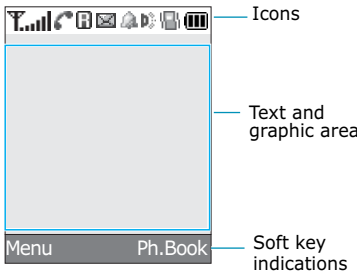 Icons
Text and
graphic area
Menu Ph.Book
Soft key
indications